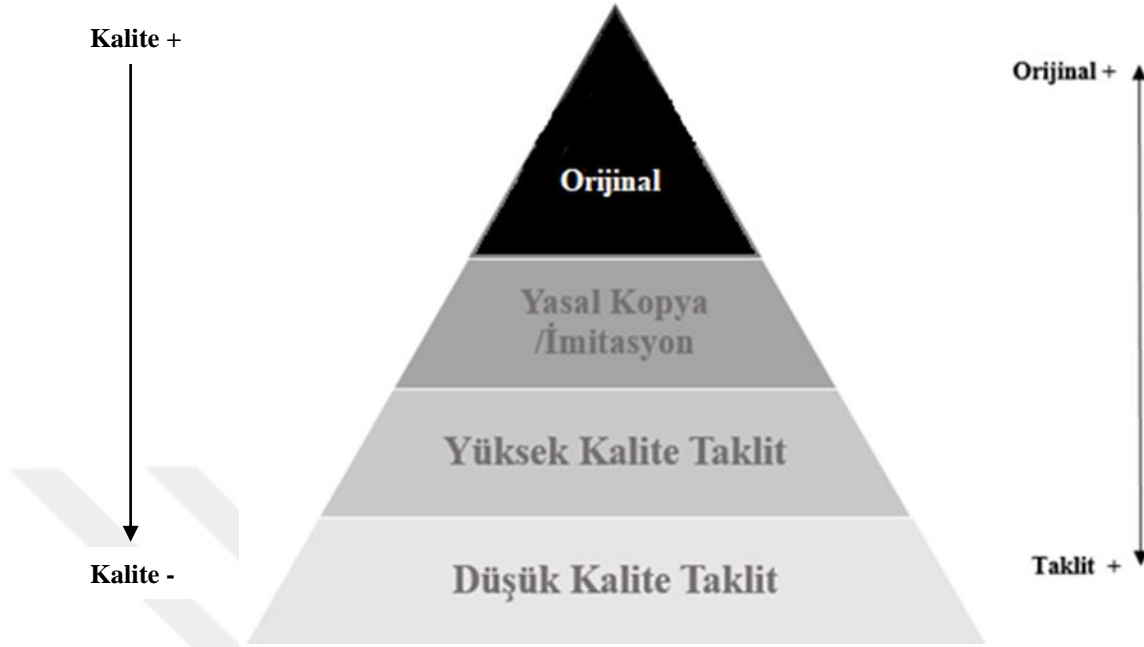 Kalite +
Orijinal +
Orijinal
Yasal Kopya
/İmitasyon
Yüksek Kalite Taklit
Düşük Kalite Taklit
Kalite -
Taklit +